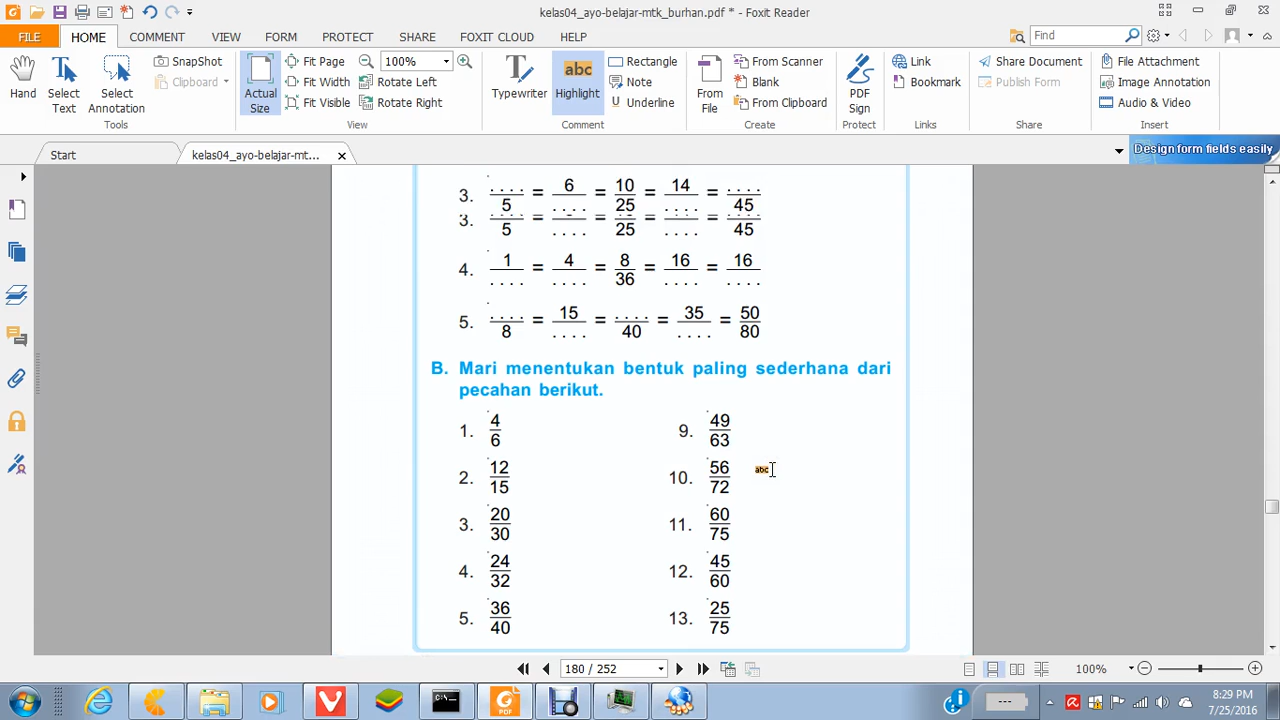 kelas04_ayo-belajar-mtk_burhan.pdf * - Foxit Reader
FILE HOME COMMENT VIEW FORM PROTECT SHARE FOXIT CLOUD HELP Find
Hand
Select
Text
Select
Annotation
SnapShot
Clipboard
Tools
Actual
Size
Fit Page
Fit Width
Fit Visible
100%
Rotate Left
Rotate Right
View
Typewriter
abc
Highlight
Rectangle
Note
Underline
Comment
From
File
From Scanner
Blank
From Clipboard
Create
PDF
Sign
Protect
Link
Bookmark
Links
Share Document
Publish Form
Share
File Attachment
Image Annotation
Audio & Video
Insert
Start kelas04_ayo-belajar-mt... Design form fields easily
3. ..../5 = 6/.... = 10/25 = 14/.... = ..../45
3. 5 = .... = 25 = .... = 45
4. 1/.... = 4/.... = 8/36 = 16/.... = 16/....
5. ..../8 = 15/.... = ..../40 = 35/.... = 50/80
B. Mari menentukan bentuk paling sederhana dari
pecahan berikut.
1. 4/6 9. 49/63
2. 12/15 10. 56/72 abc
3. 20/30 11. 60/75
4. 24/32 12. 45/60
5. 36/40 13. 25/75
180 / 252 100%
8:29 PM
7/25/2016